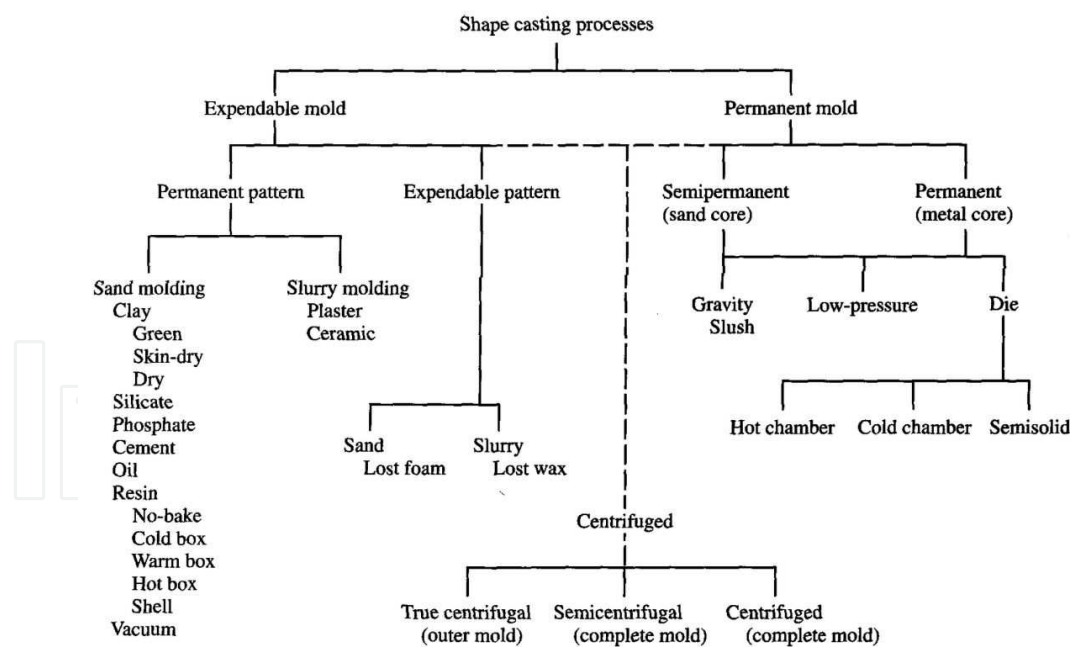 Shape casting processes
Expendable mold
Permanent mold
Permanent pattern
Expendable pattern
Semipermanent
(sand core)
Permanent
(metal core)
Sand molding
Clay
Green
Skin-dry
Dry
Silicate
Phosphate
Cement
Oil
Resin
No-bake
Cold box
Warm box
Hot box
Shell
Vacuum
Slurry molding
Plaster
Ceramic
Sand
Lost foam
Slurry
Lost wax
Gravity
Slush
Low-pressure
Die
Hot chamber
Cold chamber
Semisolid
Centrifuged
True centrifugal
(outer mold)
Semicentrifugal
(complete mold)
Centrifuged
(complete mold)